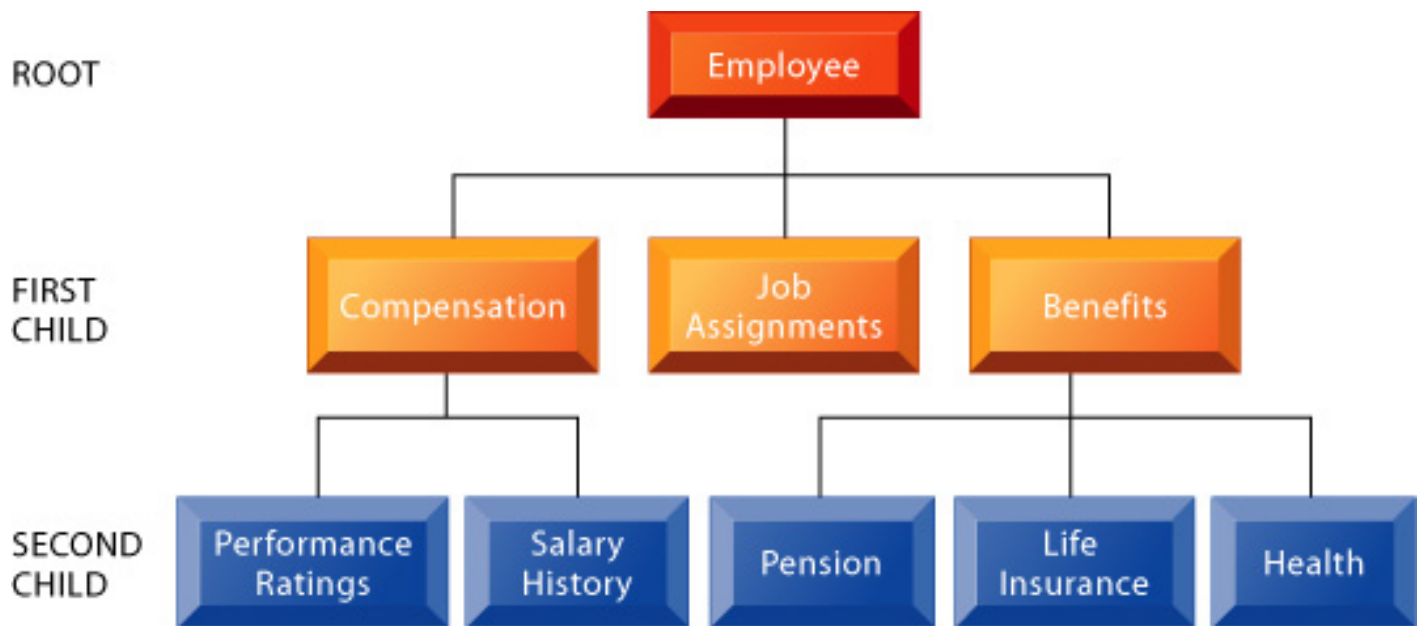 ROOT
Employee
FIRST
CHILD
Compensation
Job
Assignments
Benefits
SECOND
CHILD
Performance
Ratings
Salary
History
Pension
Life
Insurance
Health